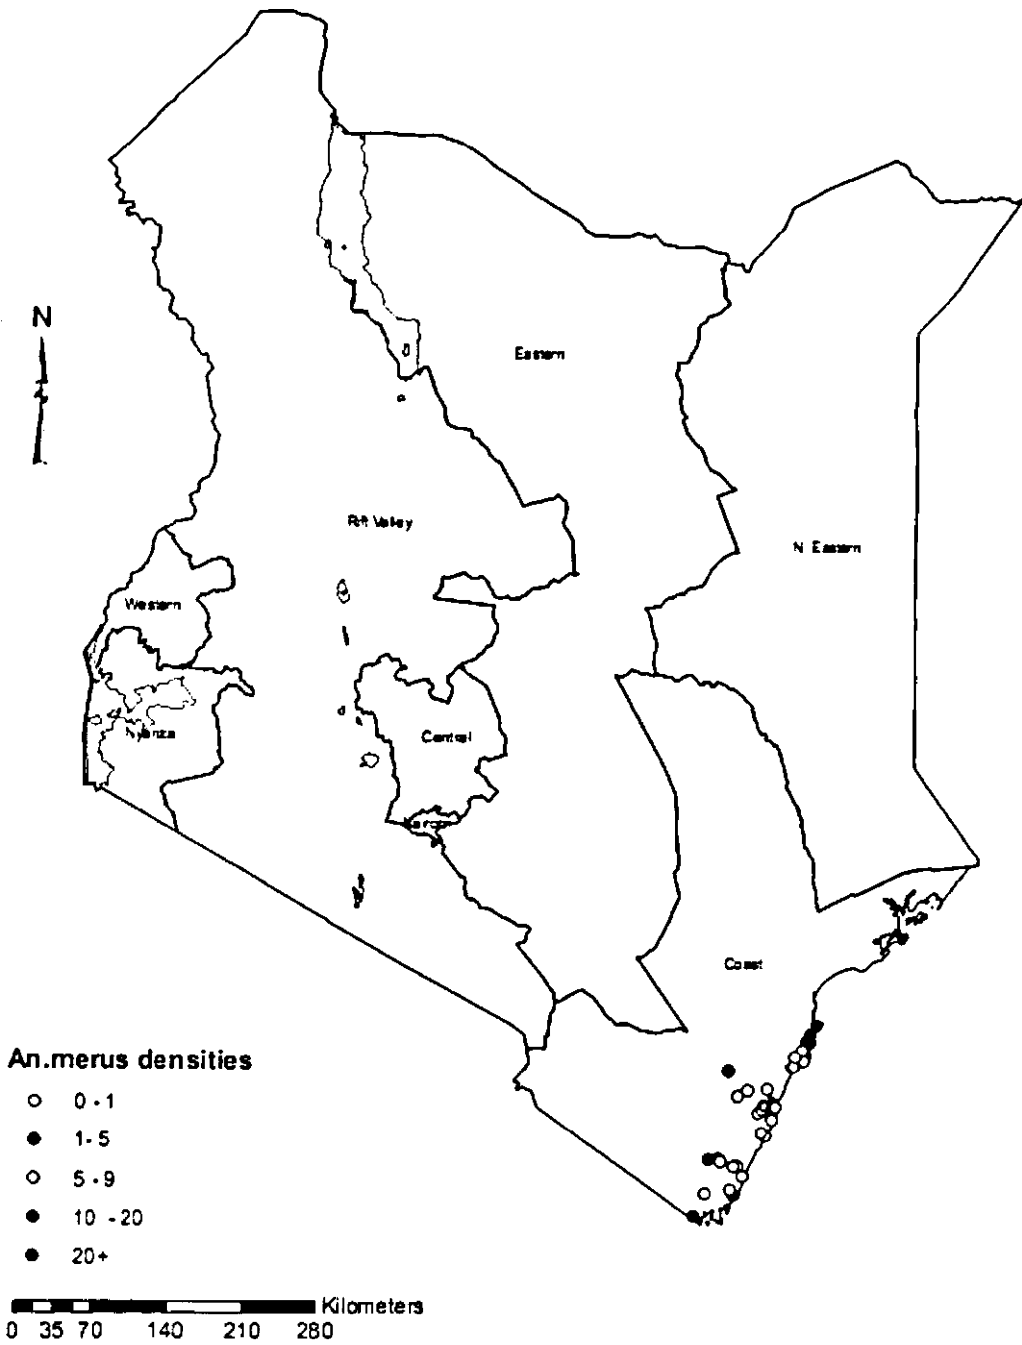 N
Eastern
Rift Valley
N. Eastern
Western
Nyanza
Central
Coast
An.merus densities
0 - 1
1- 5
5 - 9
10 - 20
20+
Kilometers
0 35 70 140 210 280